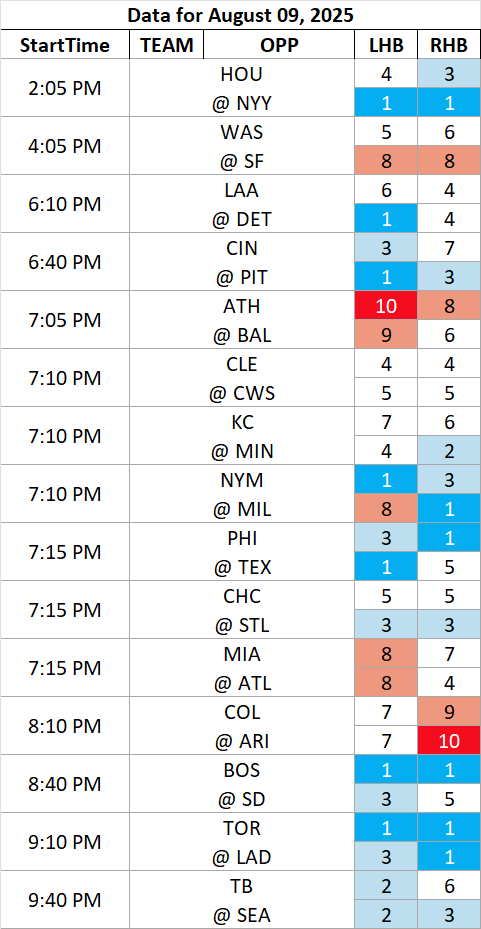 Data for August 09, 2025
StartTime TEAM OPP LHB RHB
2:05 PM
HOU 4 3
@ NYY 1 1
4:05 PM
WAS 5 6
@ SF 8 8
6:10 PM
LAA 6 4
@ DET 1 4
6:40 PM
CIN 3 7
@ PIT 1 3
7:05 PM
ATH 10 8
@ BAL 9 6
7:10 PM
CLE 4 4
@ CWS 5 5
7:10 PM
KC 7 6
@ MIN 4 2
7:10 PM
NYM 1 3
@ MIL 8 1
7:15 PM
PHI 3 1
@ TEX 1 5
7:15 PM
CHC 5 5
@ STL 3 3
7:15 PM
MIA 8 7
@ ATL 8 4
8:10 PM
COL 7 9
@ ARI 7 10
8:40 PM
BOS 1 1
@ SD 3 5
9:10 PM
TOR 1 1
@ LAD 3 1
9:40 PM
TB 2 6
@ SEA 2 3